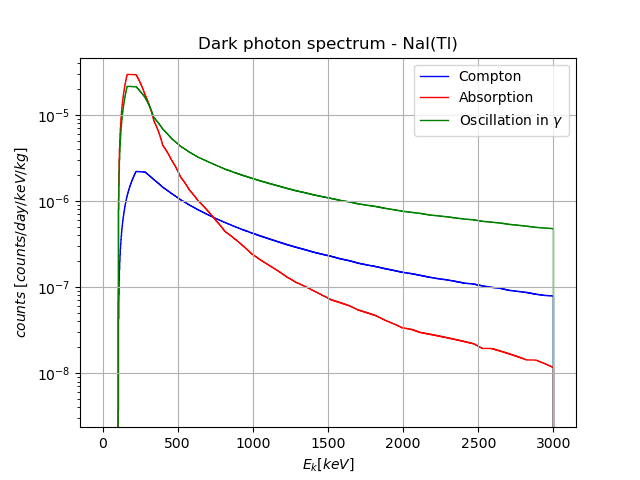 Dark photon spectrum - NaI(Tl)
Compton
Absorption
Oscillation in γ
counts [counts/day/keV/kg]
10⁻⁵
10⁻⁶
10⁻⁷
10⁻⁸
0 500 1000 1500 2000 2500 3000
E_k[keV]